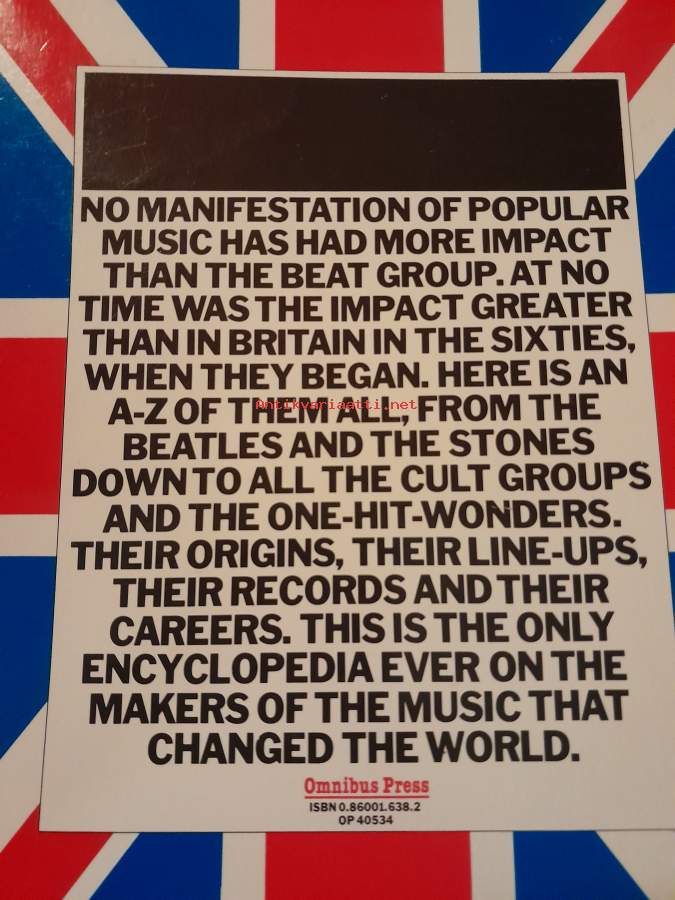 NO MANIFESTATION OF POPULAR
MUSIC HAS HAD MORE IMPACT
THAN THE BEAT GROUP. AT NO
TIME WAS THE IMPACT GREATER
THAN IN BRITAIN IN THE SIXTIES,
WHEN THEY BEGAN. HERE IS AN
A-Z OF THEM ALL, FROM THE
Antikvariaatti.net
BEATLES AND THE STONES
DOWN TO ALL THE CULT GROUPS
AND THE ONE-HIT-WONDERS.
THEIR ORIGINS, THEIR LINE-UPS,
THEIR RECORDS AND THEIR
CAREERS. THIS IS THE ONLY
ENCYCLOPEDIA EVER ON THE
MAKERS OF THE MUSIC THAT
CHANGED THE WORLD.
Omnibus Press
ISBN 0.86001.638.2
OP 40534